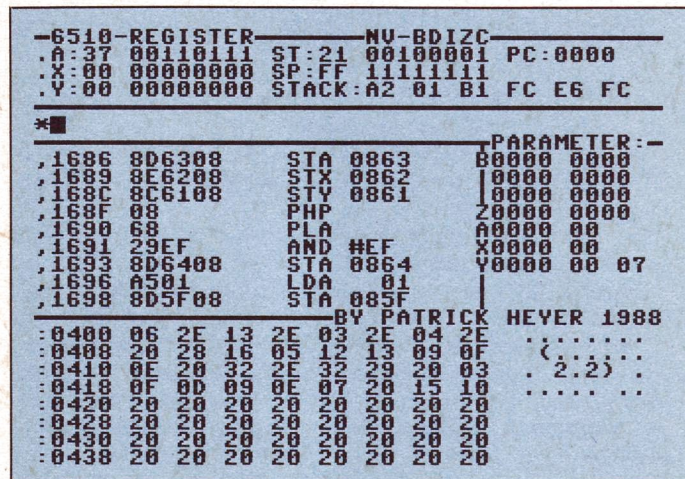 6510-REGISTER NV-BDIZC
.A:37 00110111 ST:21 00100001 PC:0000
.X:00 00000000 SP:FF 11111111
.Y:00 00000000 STACK:A2 01 B1 FC E6 FC
*
PARAMETER:
,1686 8D6308 STA 0863 B0000 0000
,1689 8E6208 STX 0862 0000 0000
,168C 8C6108 STY 0861 0000 0000
,168F 08 PHP Z0000 0000
,1690 68 PLA A0000 00
,1691 29EF AND #EF X0000 00
,1693 8D6408 STA 0864 Y0000 00 07
,1696 A501 LDA 01
,1698 8D5F08 STA 085F
BY PATRICK HEYER 1988
:0400 06 2E 13 2E 03 2E 04 2E ........
:0408 20 28 16 05 12 13 09 0F (......
:0410 0E 20 32 2E 32 29 20 03 . 2.2) .
:0418 0F 0D 09 0E 07 20 15 10 ..... ..
:0420 20 20 20 20 20 20 20 20
:0428 20 20 20 20 20 20 20 20
:0430 20 20 20 20 20 20 20 20
:0438 20 20 20 20 20 20 20 20